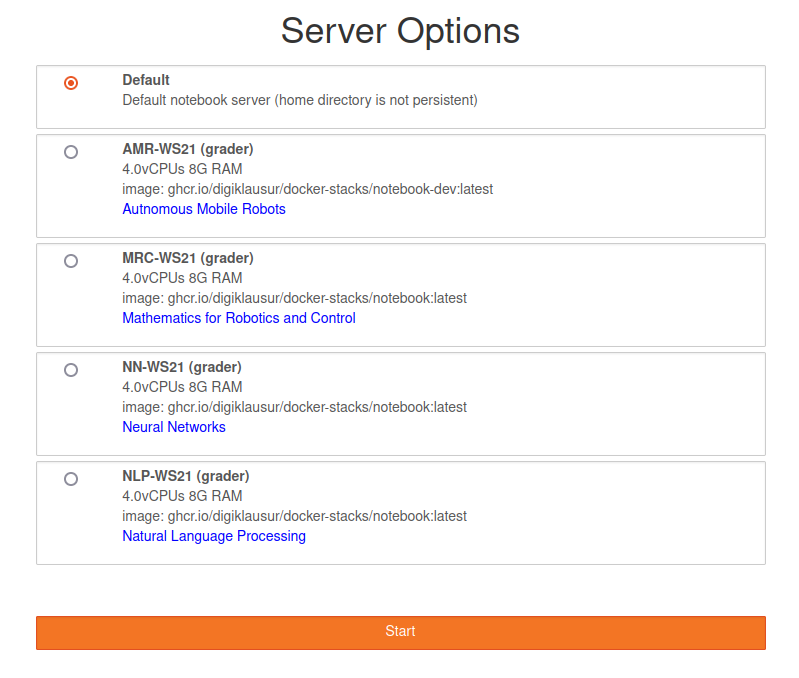 Server Options
Default
Default notebook server (home directory is not persistent)
AMR-WS21 (grader)
4.0vCPUs 8G RAM
image: ghcr.io/digiklausur/docker-stacks/notebook-dev:latest
Autnomous Mobile Robots
MRC-WS21 (grader)
4.0vCPUs 8G RAM
image: ghcr.io/digiklausur/docker-stacks/notebook:latest
Mathematics for Robotics and Control
NN-WS21 (grader)
4.0vCPUs 8G RAM
image: ghcr.io/digiklausur/docker-stacks/notebook:latest
Neural Networks
NLP-WS21 (grader)
4.0vCPUs 8G RAM
image: ghcr.io/digiklausur/docker-stacks/notebook:latest
Natural Language Processing
Start